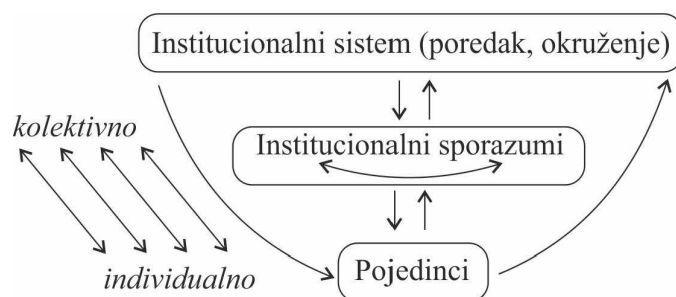 Institucionalni sistem (poredak, okruženje)
kolektivno
Institucionalni sporazumi
individualno
Pojedinci